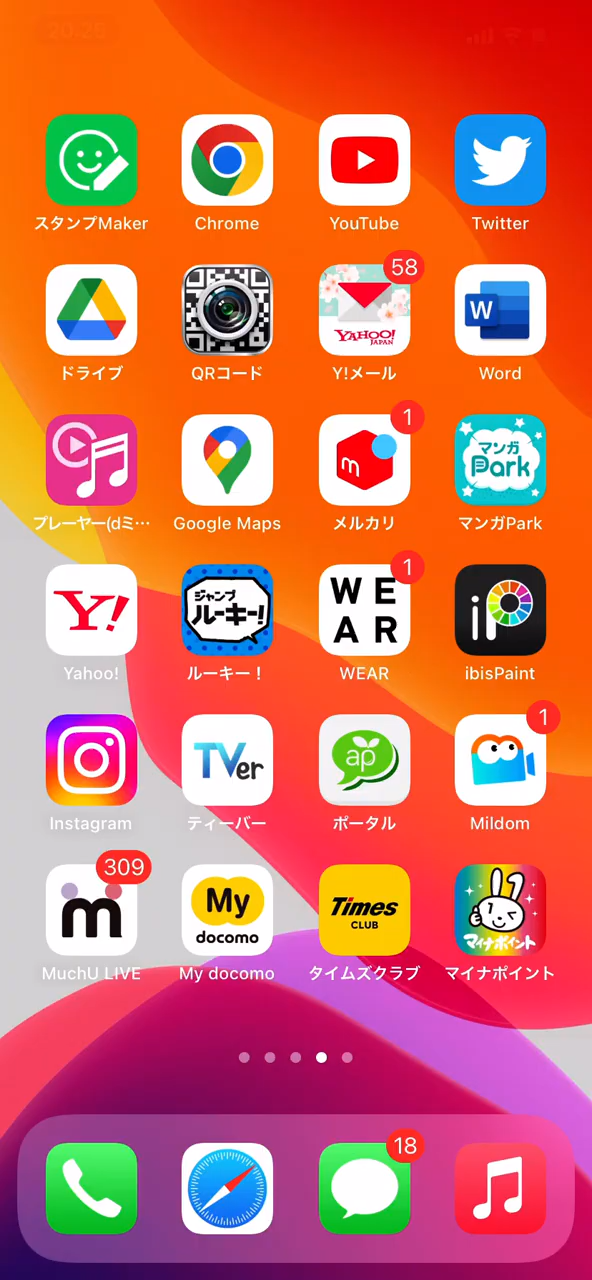 20:26
スタンプMaker
Chrome
YouTube
Twitter
58
YAHOO!
JAPAN
W
ドライブ
QRコード
Y!メール
Word
1
m
マンガ
Park
プレーヤー(dミ…
Google Maps
メルカリ
マンガPark
1
Y!
ジャンプ
ルーキー!
WE
AR
iP
Yahoo!
ルーキー！
WEAR
ibisPaint
1
TVer
ap
Instagram
ティーバー
ポータル
Mildom
309
m
My
docomo
Times
CLUB
マイナポイント
MuchU LIVE
My docomo
タイムズクラブ
マイナポイント
18